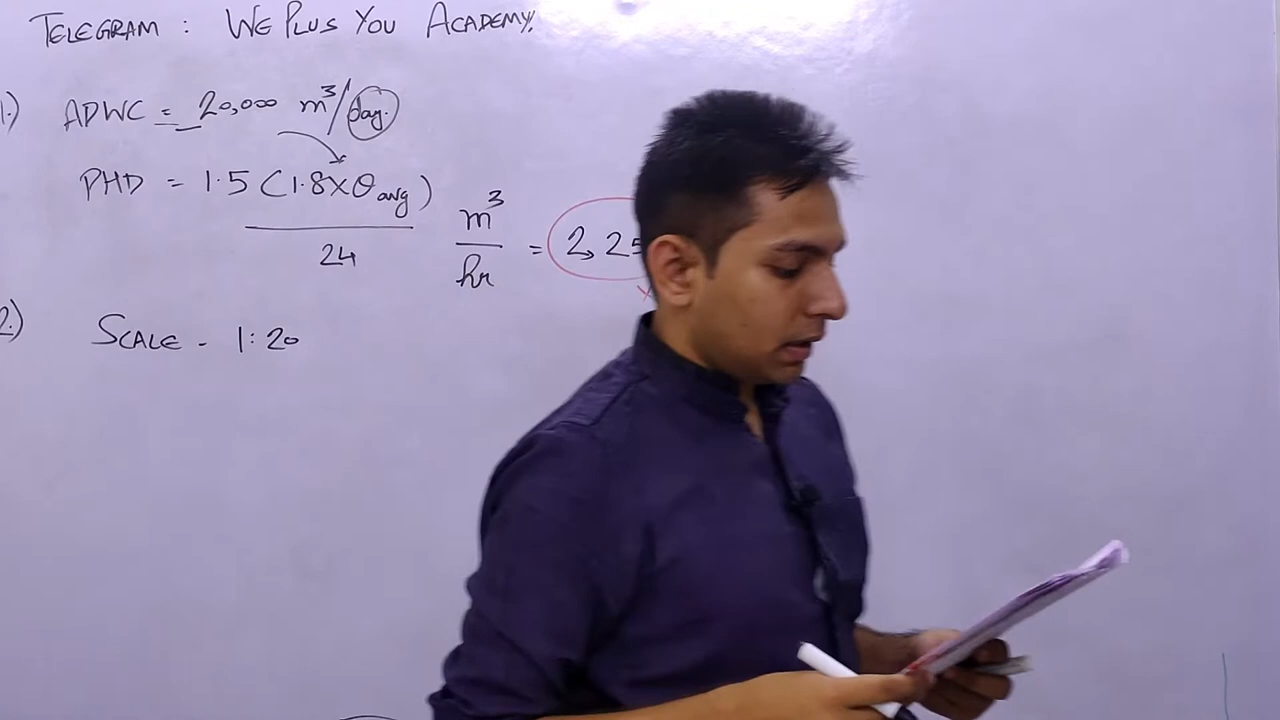 TELEGRAM : WE PLUS YOU ACADEMY.
1.) ADWC = 20,000 m³/day.
PHD = 1.5 (1.8×Qavg)
24
m³
hr
= 2,25
2.) SCALE - 1:20